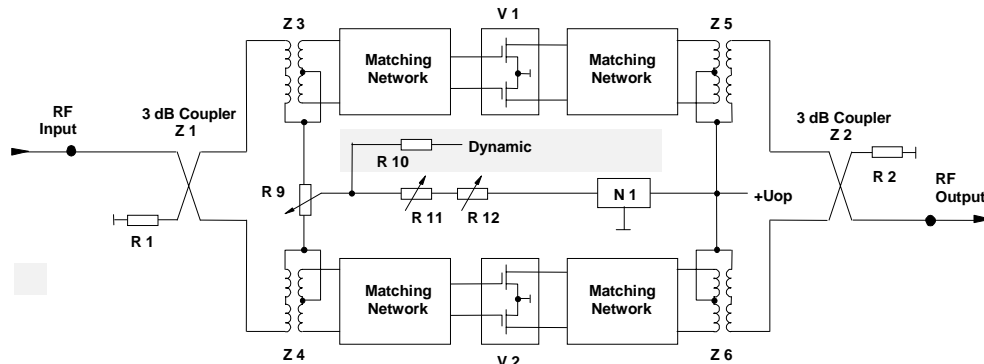 Z 3
V 1
Z 5
Matching
Network
Matching
Network
RF
Input
3 dB Coupler
Z 1
3 dB Coupler
Z 2
R 10
Dynamic
R 9
R 11
R 12
N 1
+Uop
R 2
RF
Output
R 1
Matching
Network
Matching
Network
Z 4
V 2
Z 6